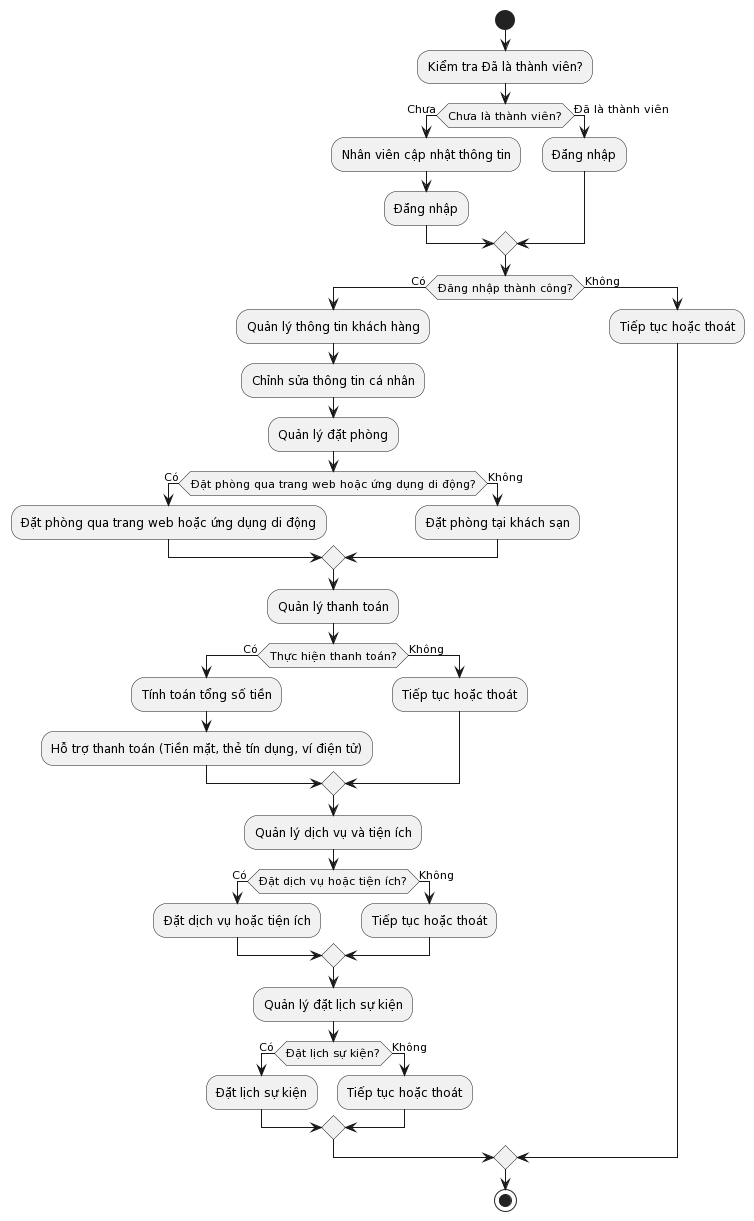 Kiểm tra Đã là thành viên?
Chưa
Chưa là thành viên?
Đã là thành viên
Nhân viên cập nhật thông tin
Đăng nhập
Đăng nhập
Có
Đăng nhập thành công?
Không
Quản lý thông tin khách hàng
Tiếp tục hoặc thoát
Chỉnh sửa thông tin cá nhân
Quản lý đặt phòng
Có
Đặt phòng qua trang web hoặc ứng dụng di động?
Không
Đặt phòng qua trang web hoặc ứng dụng di động
Đặt phòng tại khách sạn
Quản lý thanh toán
Có
Thực hiện thanh toán?
Không
Tính toán tổng số tiền
Tiếp tục hoặc thoát
Hỗ trợ thanh toán (Tiền mặt, thẻ tín dụng, ví điện tử)
Quản lý dịch vụ và tiện ích
Có
Đặt dịch vụ hoặc tiện ích?
Không
Đặt dịch vụ hoặc tiện ích
Tiếp tục hoặc thoát
Quản lý đặt lịch sự kiện
Có
Đặt lịch sự kiện?
Không
Đặt lịch sự kiện
Tiếp tục hoặc thoát